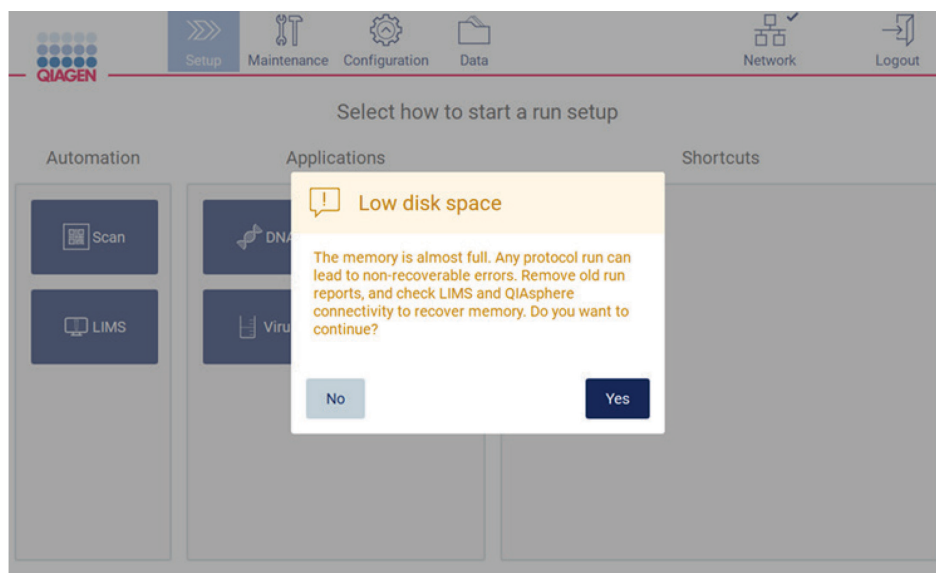 QIAGEN
Setup
Maintenance
Configuration
Data
Network
Logout
Select how to start a run setup
Automation
Applications
Shortcuts
Scan
LIMS
DNA
Viru
Low disk space
The memory is almost full. Any protocol run can
lead to non-recoverable errors. Remove old run
reports, and check LIMS and QIAsphere
connectivity to recover memory. Do you want to
continue?
No
Yes